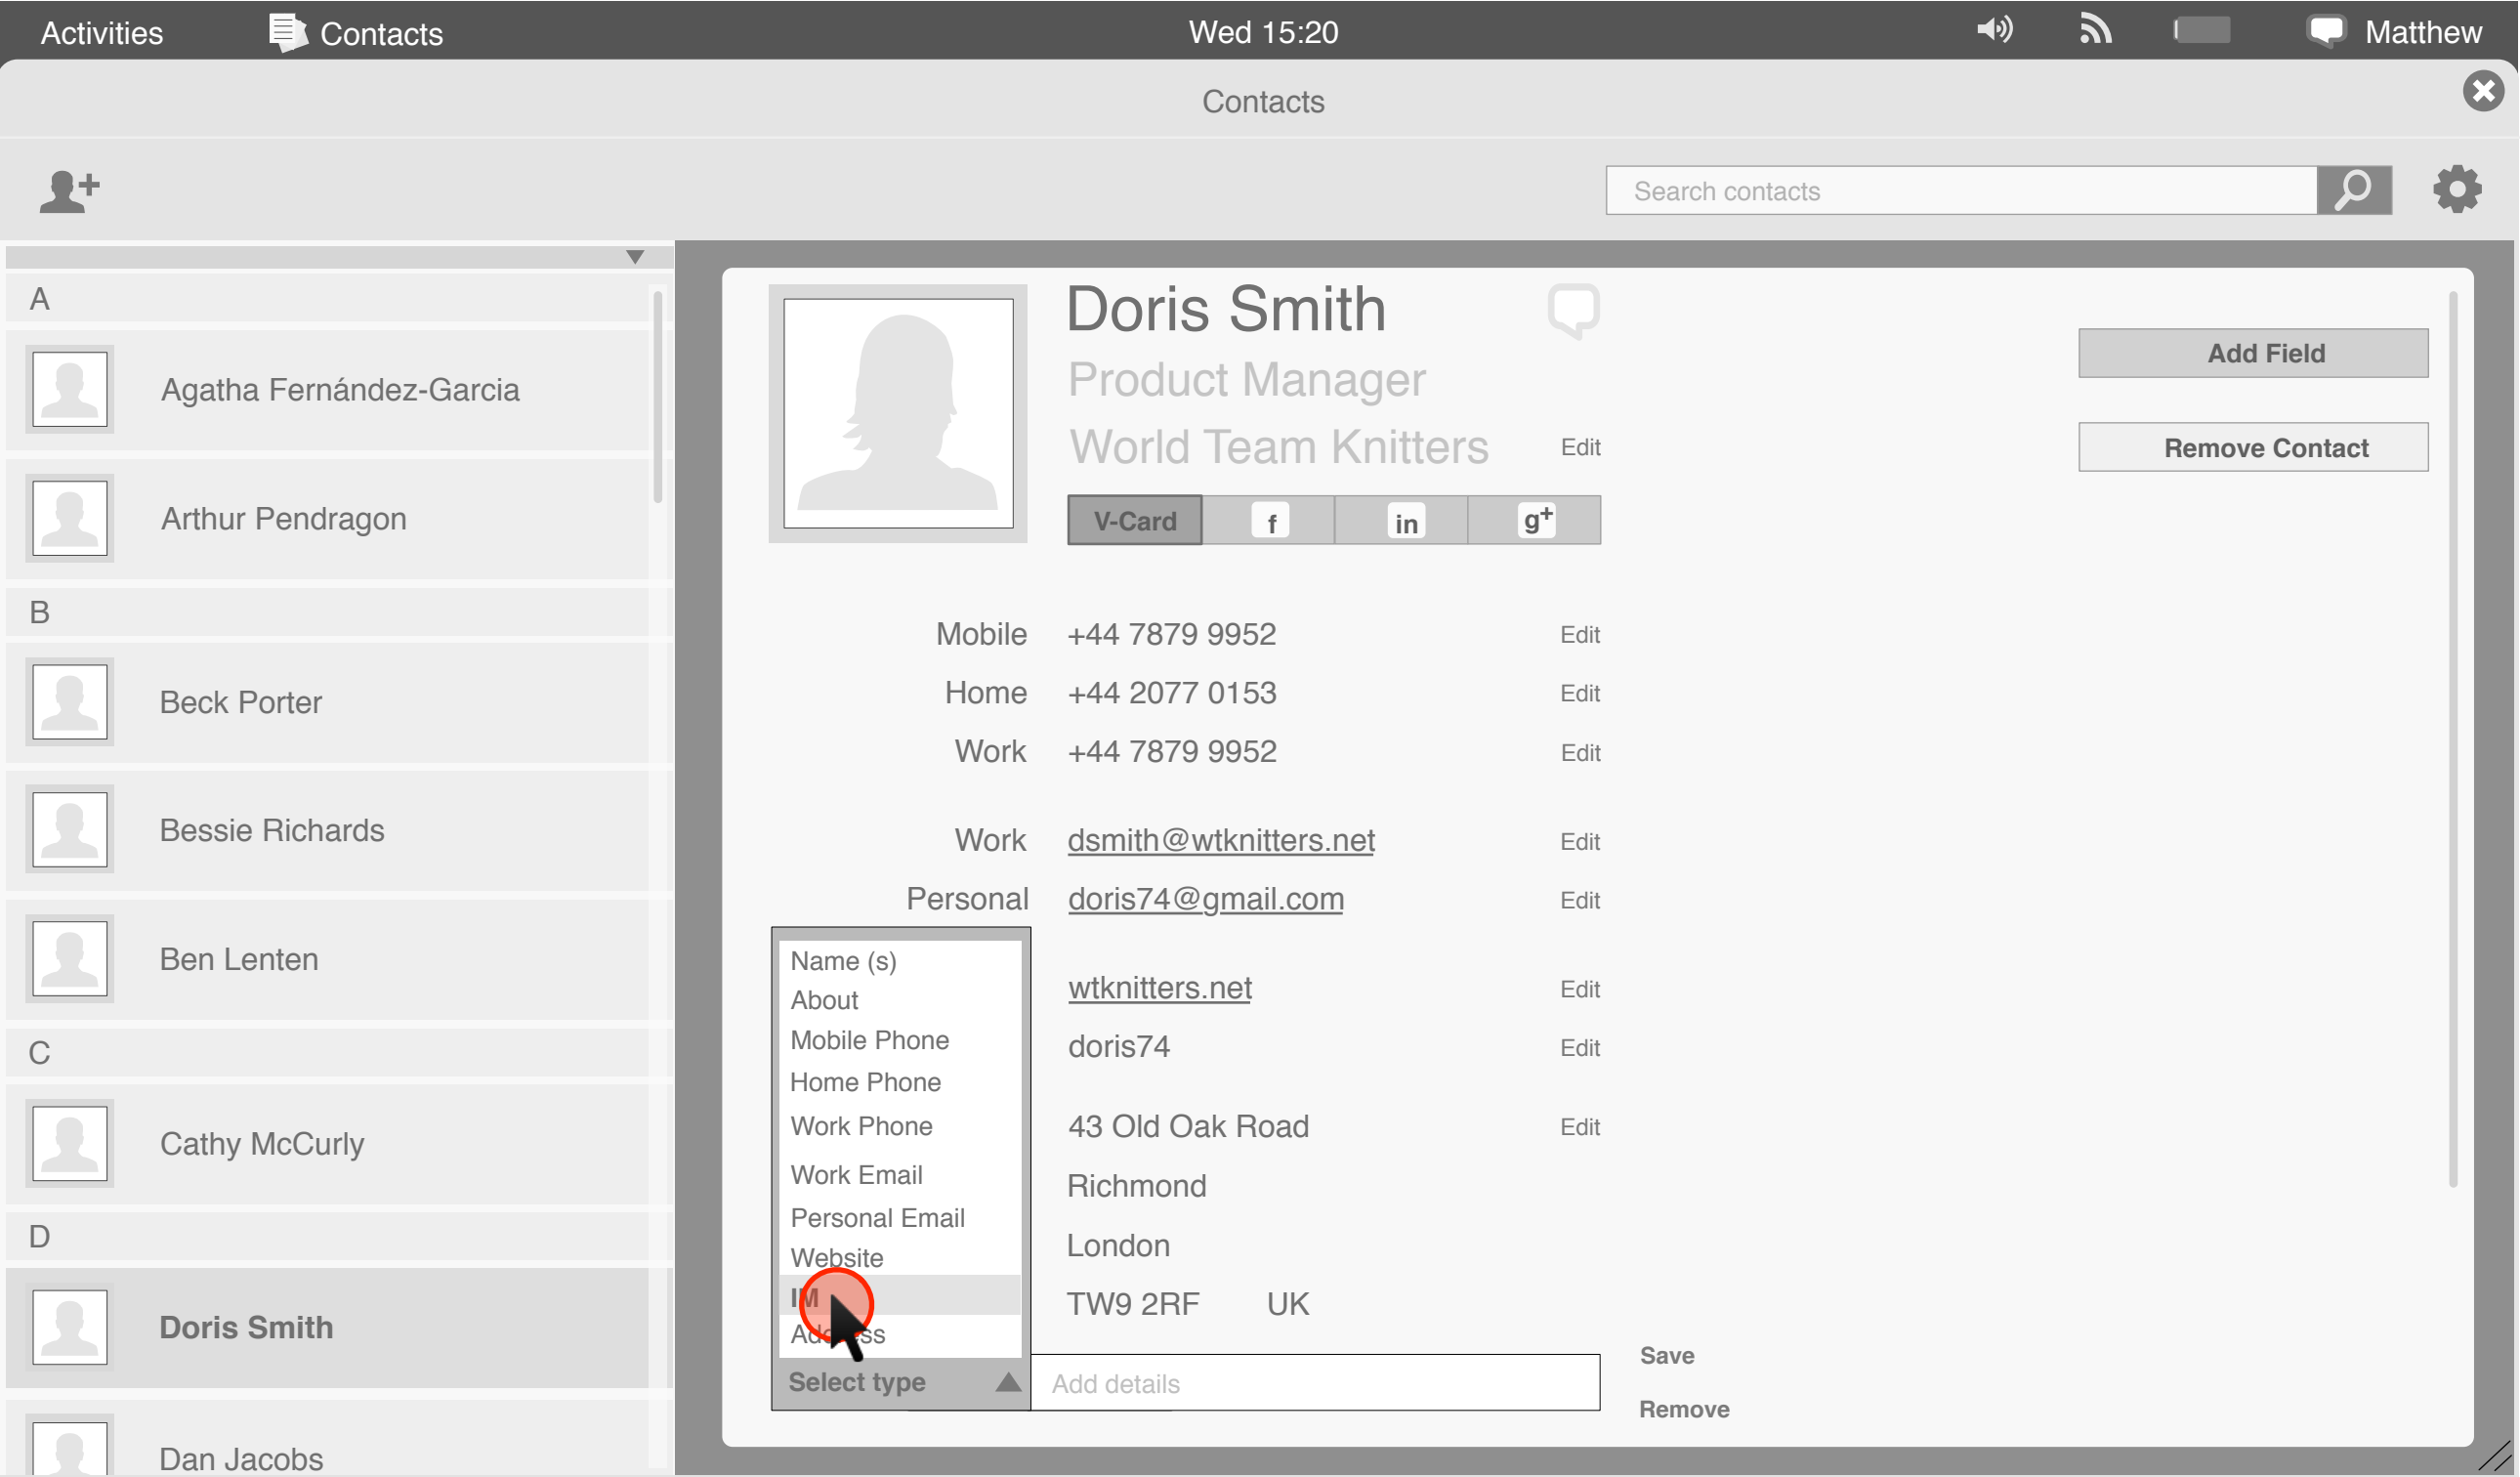 Activities
Contacts
Wed 15:20
Matthew
Contacts
Search contacts
A
Agatha Fernández-Garcia
Arthur Pendragon
B
Beck Porter
Bessie Richards
Ben Lenten
C
Cathy McCurly
D
Doris Smith
Dan Jacobs
Doris Smith
Product Manager
World Team Knitters Edit
Add Field
Remove Contact
V-Card f in g+
Mobile +44 7879 9952 Edit
Home +44 2077 0153 Edit
Work +44 7879 9952 Edit
Work dsmith@wtknitters.net Edit
Personal doris74@gmail.com Edit
wtknitters.net Edit
doris74 Edit
43 Old Oak Road Edit
Richmond
London
TW9 2RF UK
Name (s)
About
Mobile Phone
Home Phone
Work Phone
Work Email
Personal Email
Website
IM
Address
Select type
Add details
Save
Remove